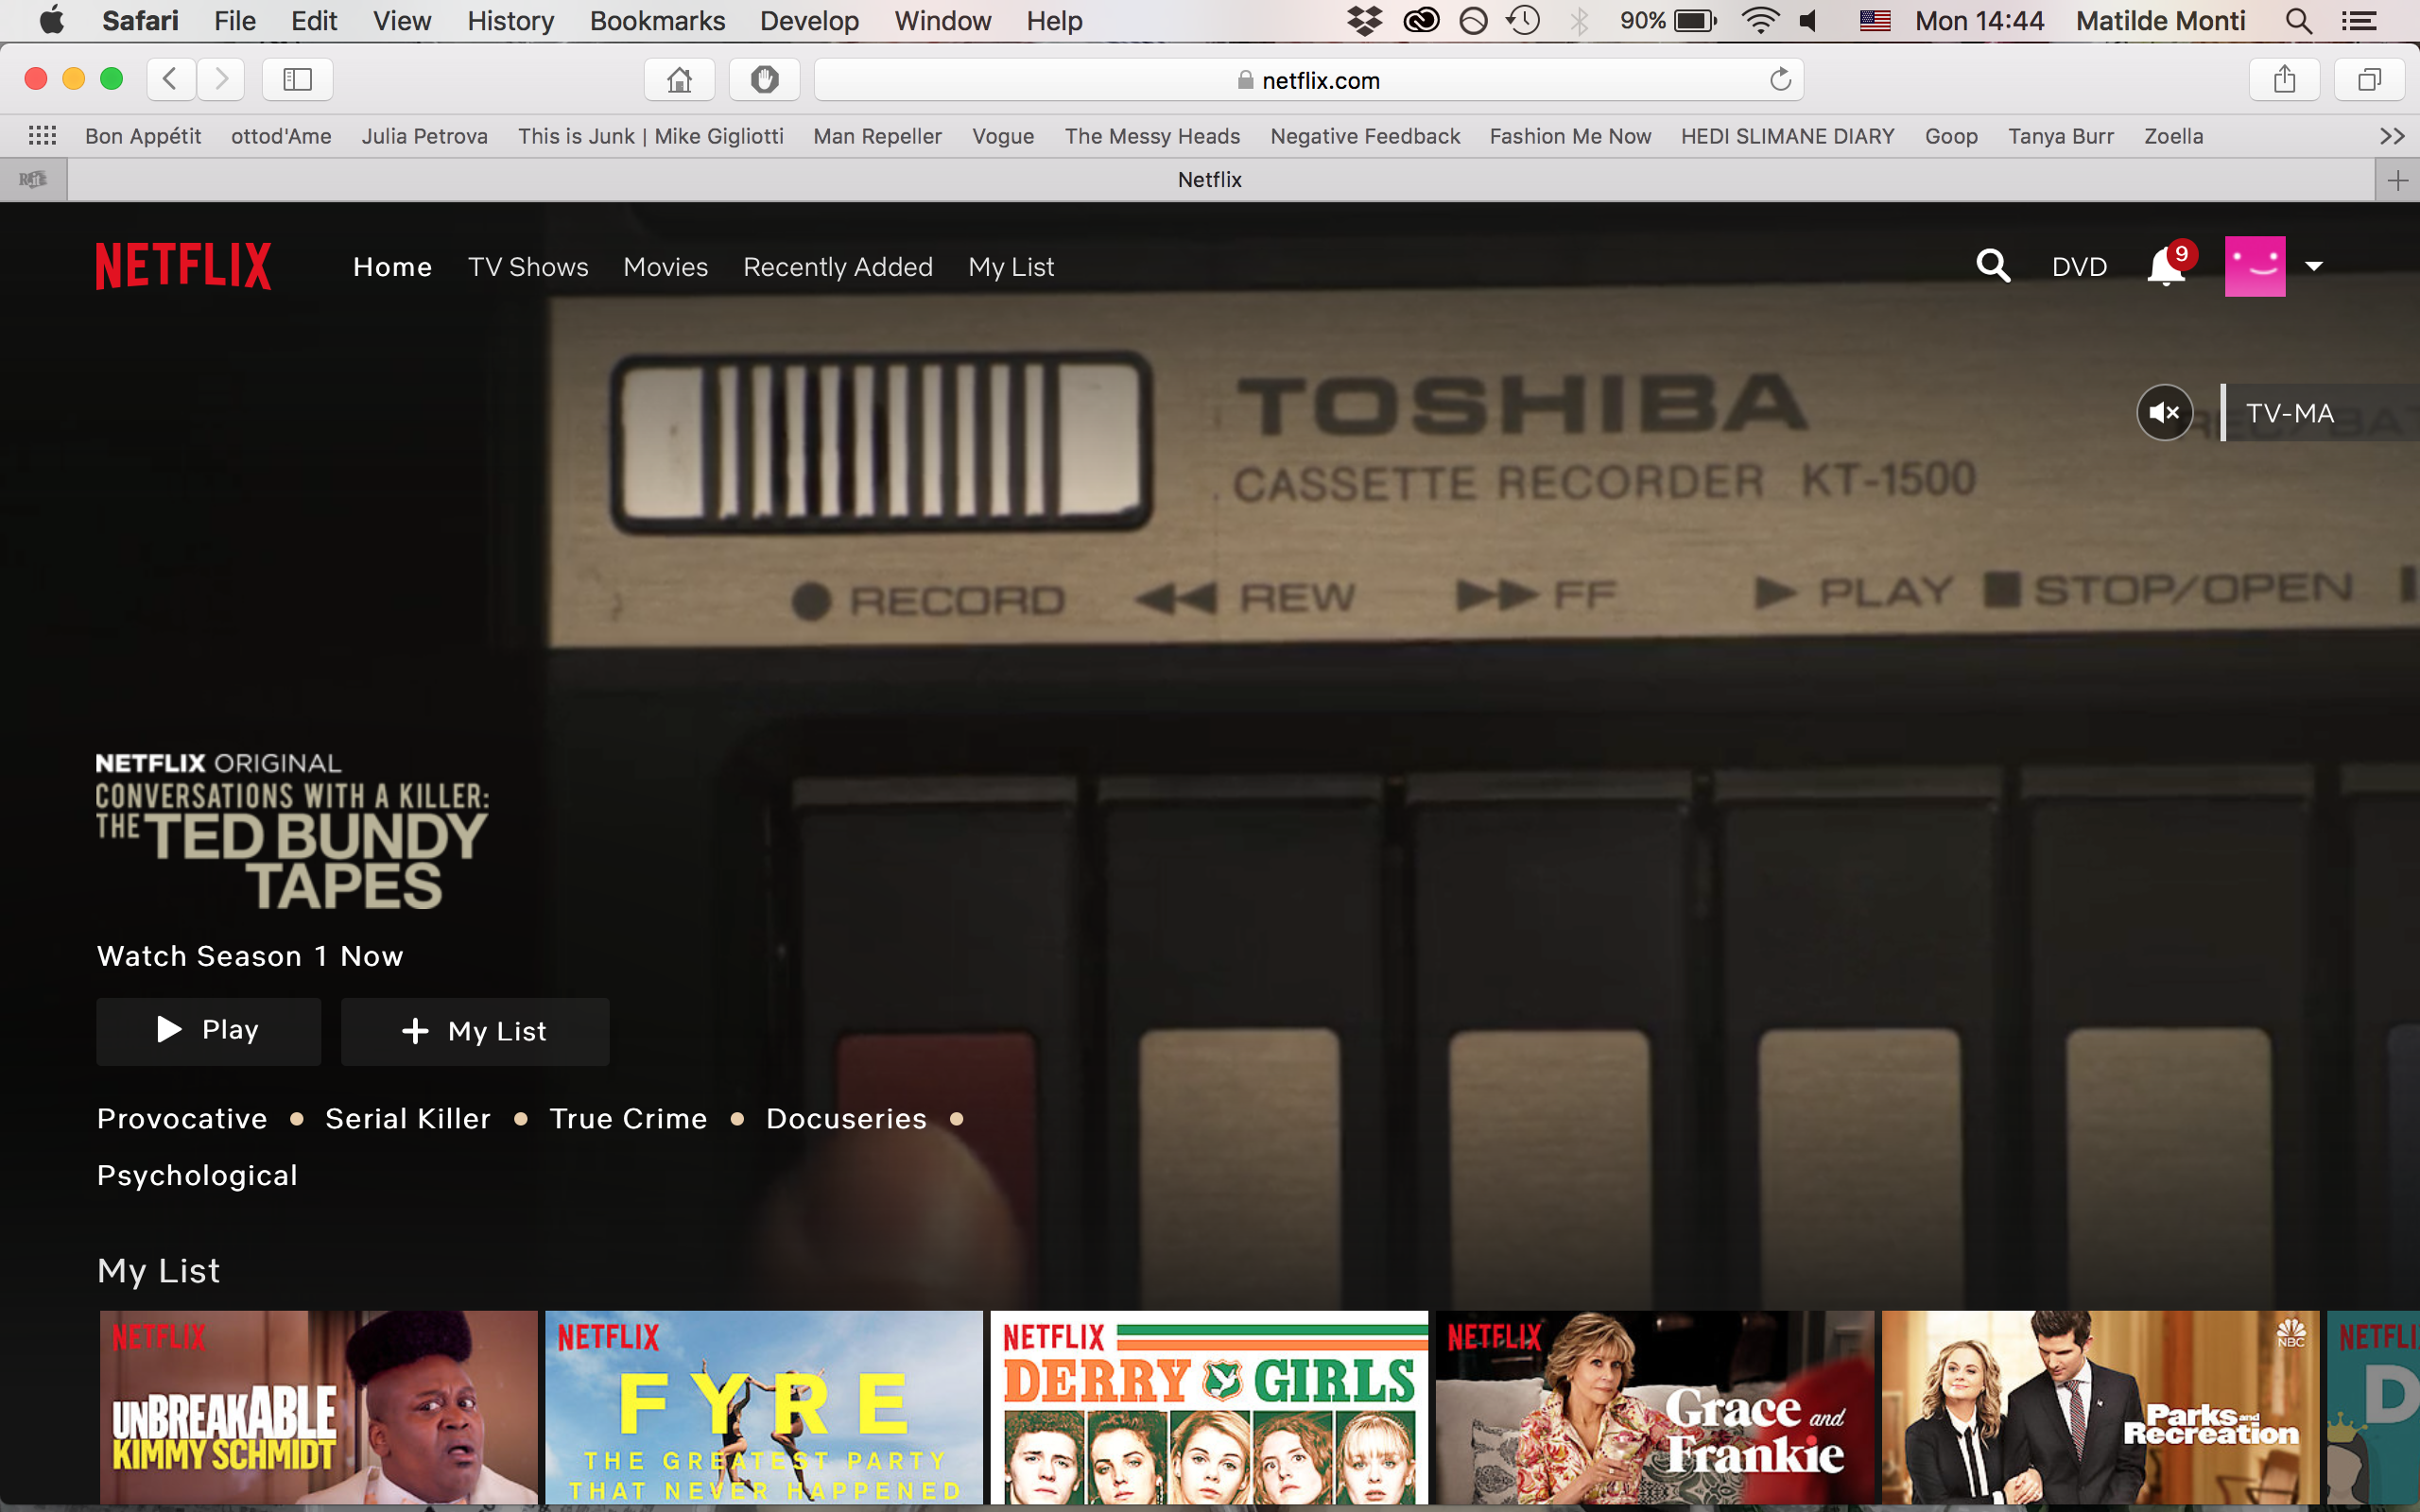 Safari File Edit View History Bookmarks Develop Window Help 90% Mon 14:44 Matilde Monti
netflix.com
Bon Appétit ottod'Ame Julia Petrova This is Junk | Mike Gigliotti Man Repeller Vogue The Messy Heads Negative Feedback Fashion Me Now HEDI SLIMANE DIARY Goop Tanya Burr Zoella
Netflix
NETFLIX Home TV Shows Movies Recently Added My List DVD 9
TOSHIBA
TV-MA
CASSETTE RECORDER KT-1500
RECORD REW FF PLAY STOP/OPEN
NETFLIX ORIGINAL
CONVERSATIONS WITH A KILLER:
THE TED BUNDY
TAPES
Watch Season 1 Now
Play + My List
Provocative • Serial Killer • True Crime • Docuseries •
Psychological
My List
NETFLIX
UNBREAKABLE
KIMMY SCHMIDT
NETFLIX
FYRE
THE GREATEST PARTY
THAT NEVER HAPPENED
NETFLIX
DERRY GIRLS
NETFLIX
Grace and
Frankie
NBC
Parks and
Recreation
NETFLI
D